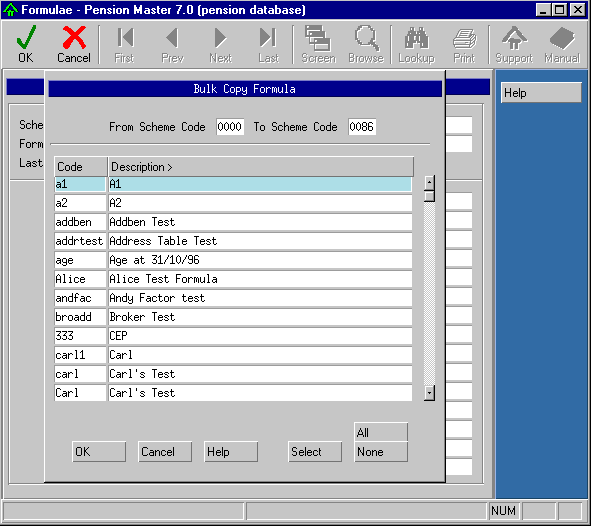 Formulae - Pension Master 7.0 (pension database)
OK Cancel First Prev Next Last Screen Browse Lookup Print Support Manual
Bulk Copy Formula
Help
Sche
From Scheme Code 0000 To Scheme Code 0086
Form
Last
Code Description >
a1 A1
a2 A2
addben Addben Test
addrtest Address Table Test
age Age at 31/10/96
Alice Alice Test Formula
andfac Andy Factor test
broadd Broker Test
333 CEP
carl1 Carl
carl Carl's Test
Carl Carl's Test
All
OK Cancel Help Select None
NUM